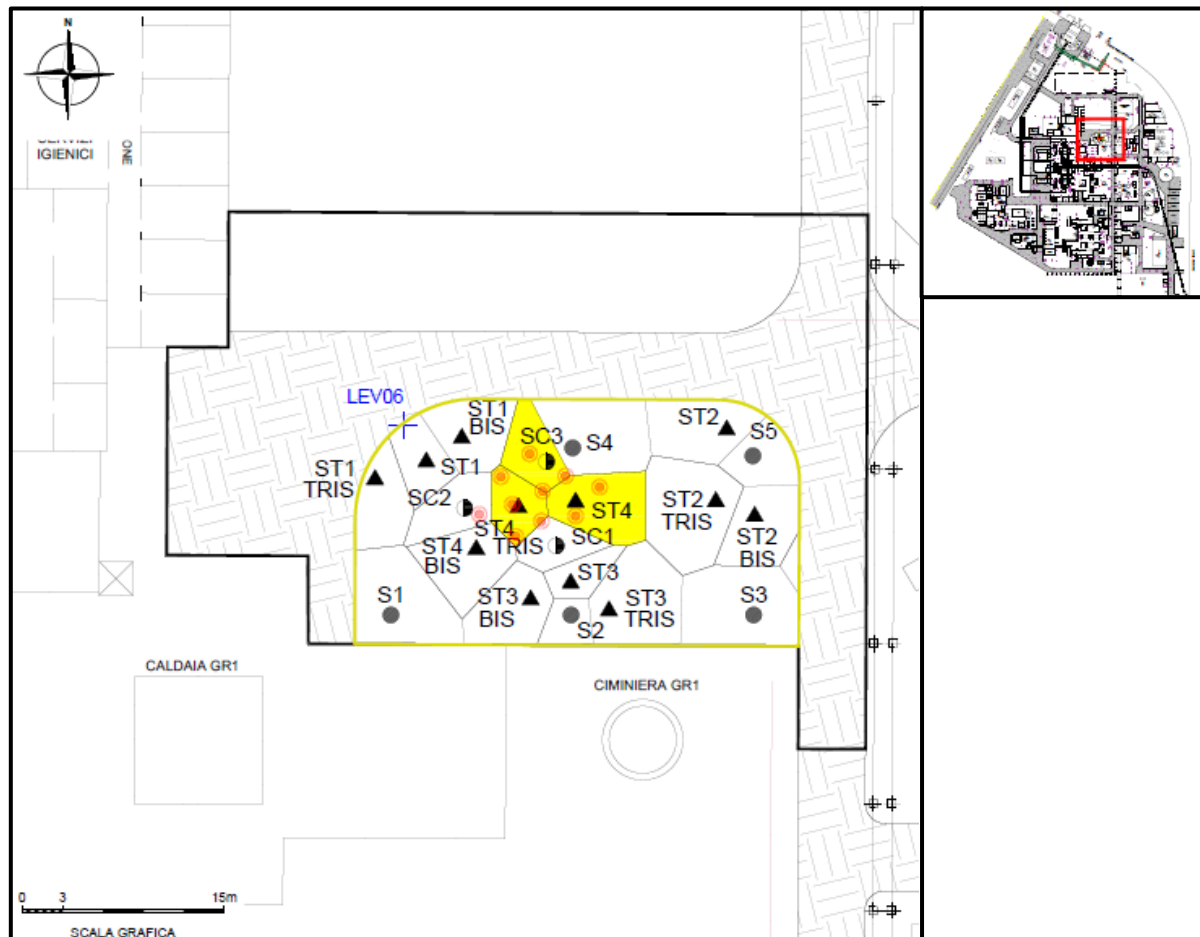 N
IGIENICI
ONE
LEV06
ST1
BIS
ST2
SC3
S4
S5
ST1
ST1
TRIS
SC2
ST4
ST2
TRIS
ST4
TRIS
SC1
ST2
BIS
ST4
BIS
ST3
S1
ST3
BIS
ST3
TRIS
S2
S3
CALDAIA GR1
CIMINIERA GR1
0 3 15m
SCALA GRAFICA